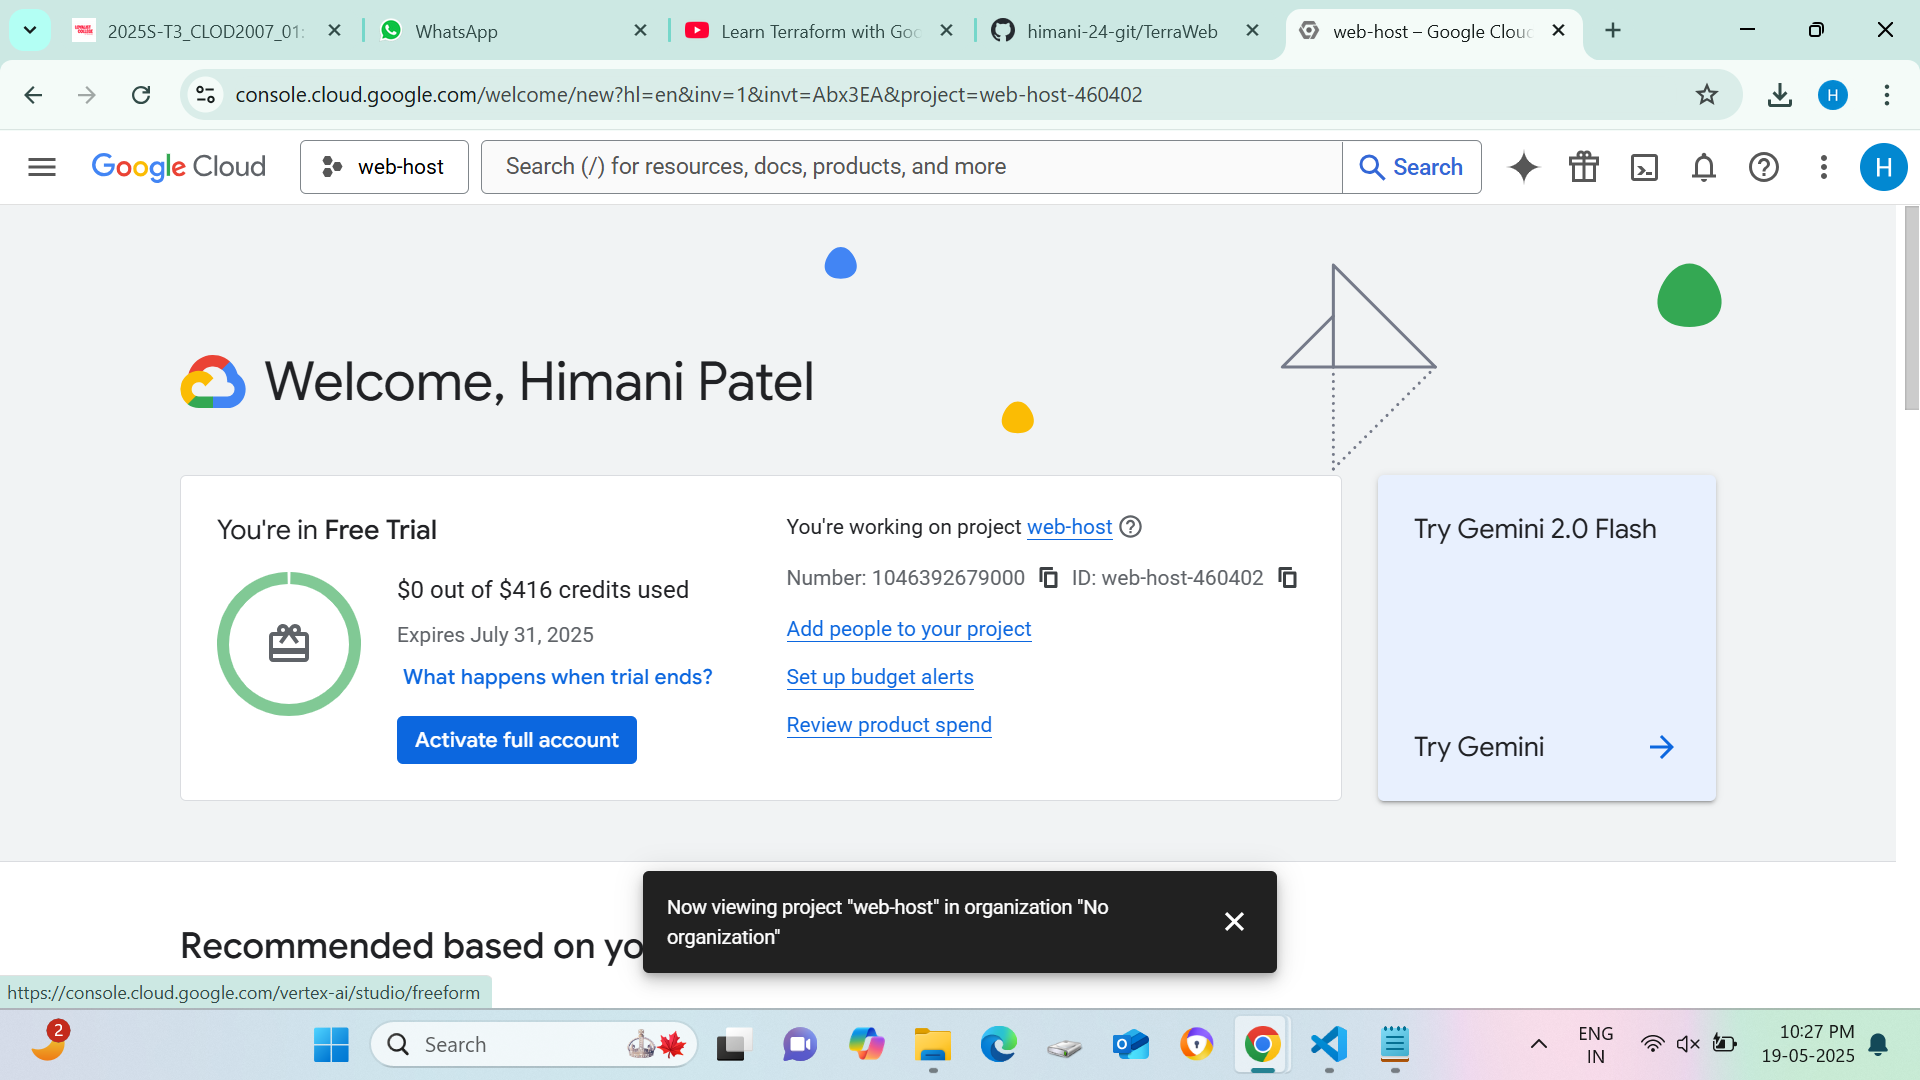 2025S-T3_CLOD2007_01:
WhatsApp
Learn Terraform with Goo
himani-24-git/TerraWeb
web-host – Google Cloud
console.cloud.google.com/welcome/new?hl=en&inv=1&invt=Abx3EA&project=web-host-460402
H
Google Cloud
web-host
Search (/) for resources, docs, products, and more
Search
H
Welcome, Himani Patel
You're in Free Trial
$0 out of $416 credits used
Expires July 31, 2025
What happens when trial ends?
Activate full account
You're working on project web-host
Number: 1046392679000 ID: web-host-460402
Add people to your project
Set up budget alerts
Review product spend
Try Gemini 2.0 Flash
Try Gemini
Now viewing project "web-host" in organization "No
organization"
Recommended based on yo
https://console.cloud.google.com/vertex-ai/studio/freeform
2
Search
ENG
IN
10:27 PM
19-05-2025